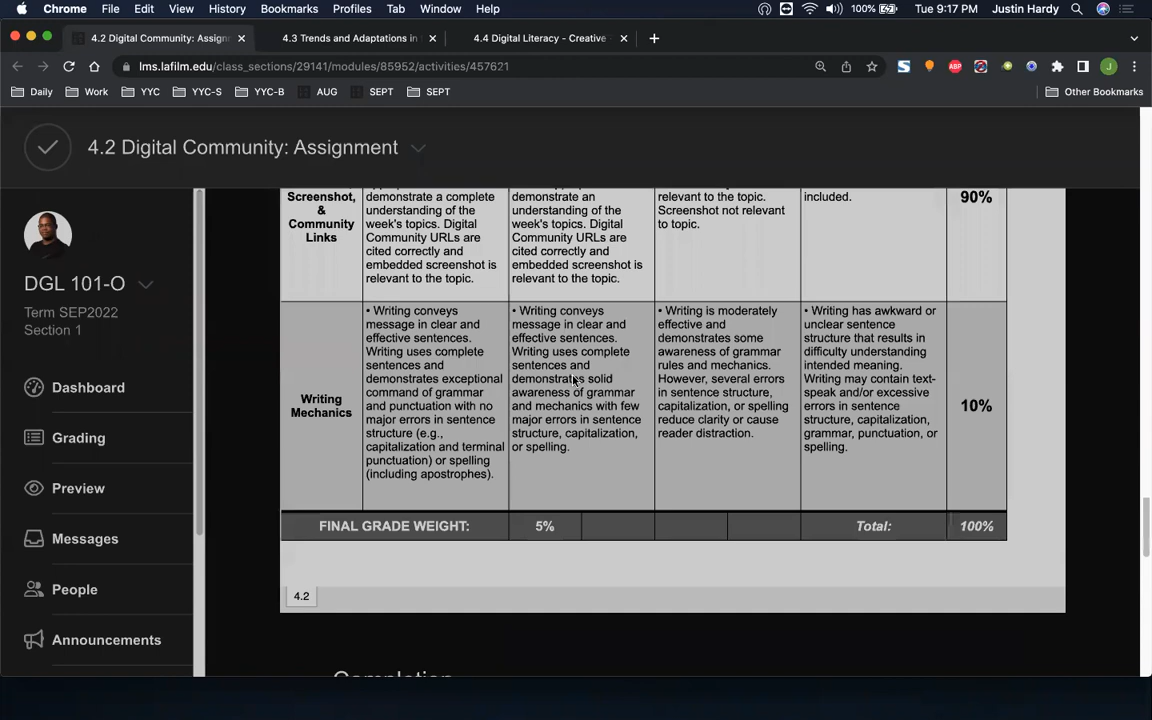 Chrome File Edit View History Bookmarks Profiles Tab Window Help 100% Tue 9:17 PM Justin Hardy
4.2 Digital Community: Assignm 4.3 Trends and Adaptations in 4.4 Digital Literacy - Creative
lms.lafilm.edu/class_sections/29141/modules/85952/activities/457621
ABP J
Daily Work YYC YYC-S YYC-B AUG SEPT SEPT Other Bookmarks
4.2 Digital Community: Assignment
DGL 101-O
Term SEP2022
Section 1
Dashboard
Grading
Preview
Messages
People
Announcements
Screenshot,
&
Community
Links
demonstrate a complete
understanding of the
week's topics. Digital
Community URLs are
cited correctly and
embedded screenshot is
relevant to the topic.
demonstrate an
understanding of the
week's topics. Digital
Community URLs are
cited correctly and
embedded screenshot is
relevant to the topic.
relevant to the topic.
Screenshot not relevant
to topic.
included.
90%
Writing
Mechanics
• Writing conveys
message in clear and
effective sentences.
Writing uses complete
sentences and
demonstrates exceptional
command of grammar
and punctuation with no
major errors in sentence
structure (e.g.,
capitalization and terminal
punctuation) or spelling
(including apostrophes).
• Writing conveys
message in clear and
effective sentences.
Writing uses complete
sentences and
demonstrates solid
awareness of grammar
and mechanics with few
major errors in sentence
structure, capitalization,
or spelling.
• Writing is moderately
effective and
demonstrates some
awareness of grammar
rules and mechanics.
However, several errors
in sentence structure,
capitalization, or spelling
reduce clarity or cause
reader distraction.
• Writing has awkward or
unclear sentence
structure that results in
difficulty understanding
intended meaning.
Writing may contain text-
speak and/or excessive
errors in sentence
structure, capitalization,
grammar, punctuation, or
spelling.
10%
FINAL GRADE WEIGHT: 5% Total: 100%
4.2
Completion